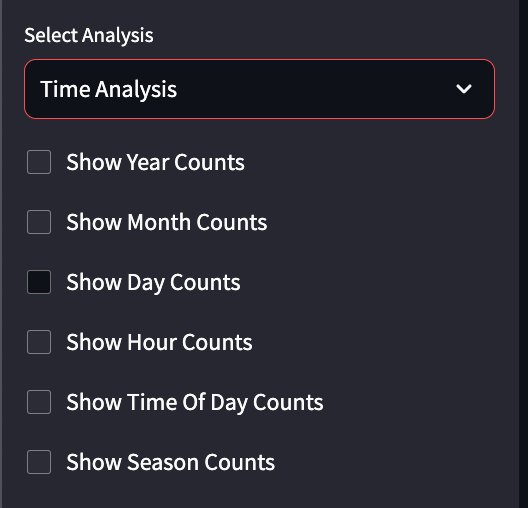 Select Analysis
Time Analysis
Show Year Counts
Show Month Counts
Show Day Counts
Show Hour Counts
Show Time Of Day Counts
Show Season Counts